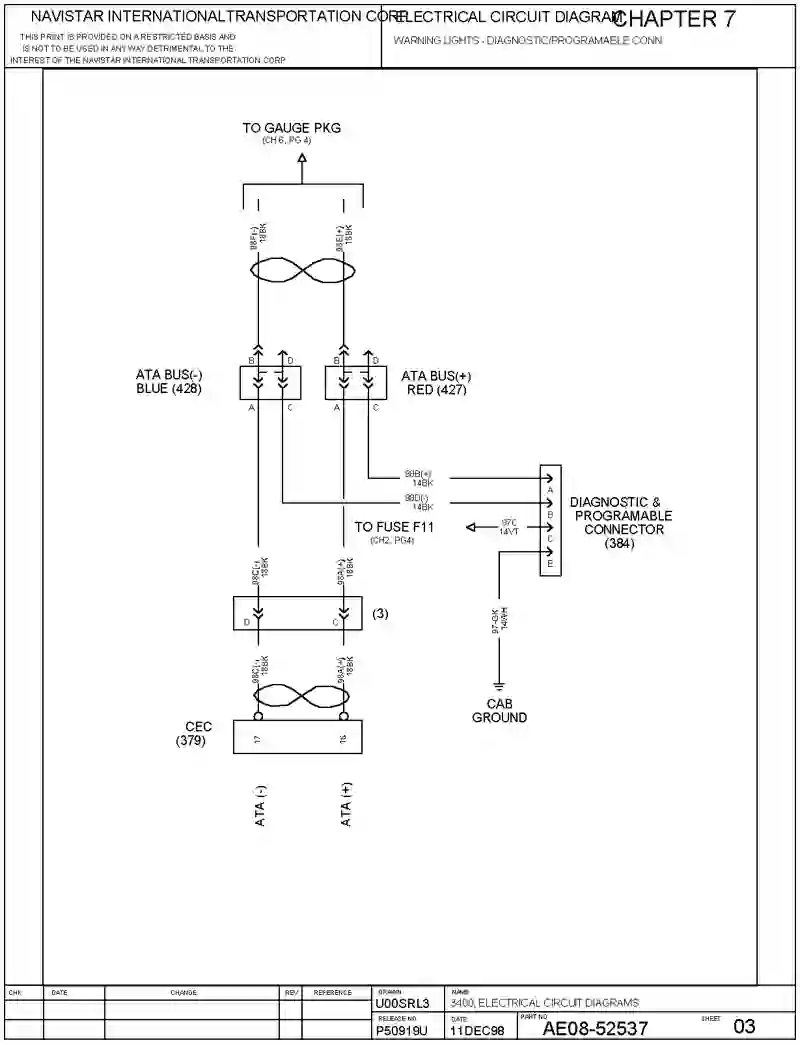 NAVISTAR INTERNATIONAL TRANSPORTATION CORP
ELECTRICAL CIRCUIT DIAGRAM
CHAPTER 7
THIS PRINT IS PROVIDED ON A RESTRICTED BASIS AND
IS NOT TO BE USED IN ANY WAY DETRIMENTAL TO THE
INTEREST OF THE NAVISTAR INTERNATIONAL TRANSPORTATION CORP
WARNING LIGHTS - DIAGNOSTIC/PROGRAMABLE CONN
TO GAUGE PKG
(CH 6, PG 4)
98F(-)
18BK
98E(+)
18BK
B D
B D
ATA BUS(-)
BLUE (428)
ATA BUS(+)
RED (427)
A C
A C
98B(+)
14BK
98D(-)
14BK
TO FUSE F11
(CH2, PG4)
97C
14VT
A
B
C
E
DIAGNOSTIC &
PROGRAMABLE
CONNECTOR
(384)
98C(-)
18BK
98A(+)
18BK
D C
(3)
97-GK
14WH
98C(-)
18BK
98A(+)
18BK
CAB
GROUND
CEC
(379)
17
16
ATA (-)
ATA (+)
CHK DATE CHANGE REV REFERENCE
DRAWN
U00SRL3
NAME
3400, ELECTRICAL CIRCUIT DIAGRAMS
RELEASE NO.
P50919U
DATE
11DEC98
PART NO.
AE08-52537
SHEET
03